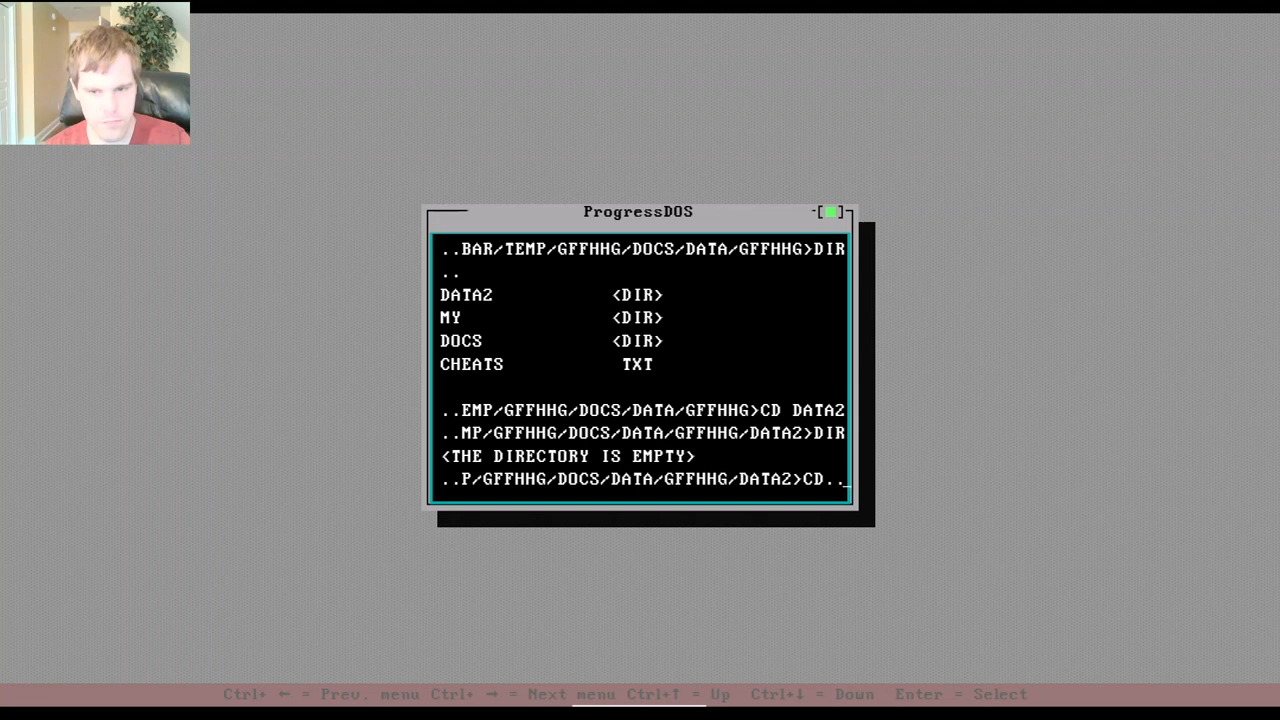 ProgressDOS
..BAR/TEMP/GFFHHG/DOCS/DATA/GFFHHG>DIR
..
DATA2 <DIR>
MY <DIR>
DOCS <DIR>
CHEATS TXT
..EMP/GFFHHG/DOCS/DATA/GFFHHG>CD DATA2
..MP/GFFHHG/DOCS/DATA/GFFHHG/DATA2>DIR
<THE DIRECTORY IS EMPTY>
..P/GFFHHG/DOCS/DATA/GFFHHG/DATA2>CD.._
Ctrl+ ← = Prev. menu Ctrl+ → = Next menu Ctrl+↑ = Up Ctrl+↓ = Down Enter = Select